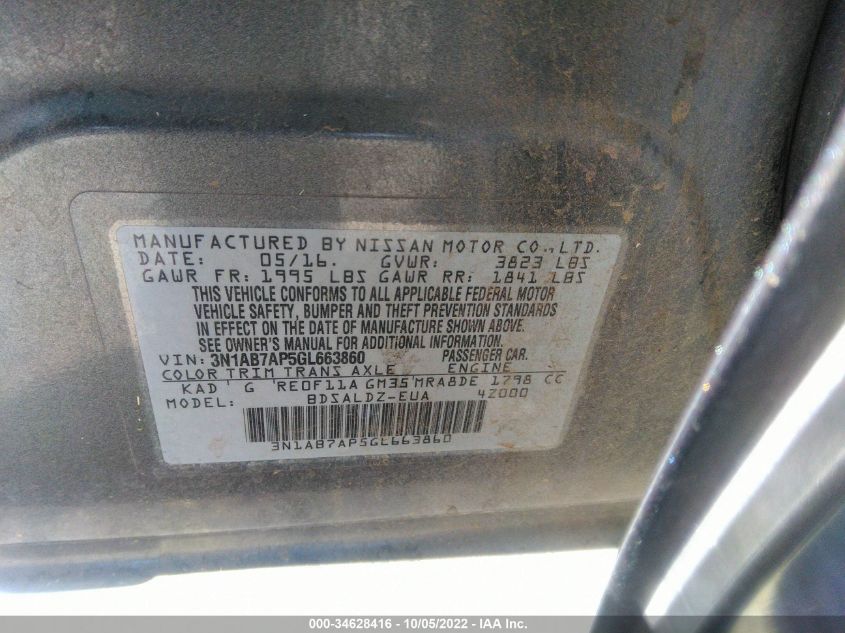 MANUFACTURED BY NISSAN MOTOR CO.,LTD.
DATE: 05/16. GVWR: 3823 LBS
GAWR FR: 1995 LBS GAWR RR: 1841 LBS
THIS VEHICLE CONFORMS TO ALL APPLICABLE FEDERAL MOTOR
VEHICLE SAFETY, BUMPER AND THEFT PREVENTION STANDARDS
IN EFFECT ON THE DATE OF MANUFACTURE SHOWN ABOVE.
SEE OWNER'S MANUAL FOR ADDITIONAL INFORMATION.
VIN: 3N1AB7AP5GL663860 PASSENGER CAR.
COLOR TRIM TRANS AXLE ENGINE
KAD ' G 'RE0F11A GM35'MRA8DE 1798 CC
MODEL: BDSALDZ-EUA 4Z000
3N1AB7AP5GL663860
000-34628416 - 10/05/2022 - IAA Inc.